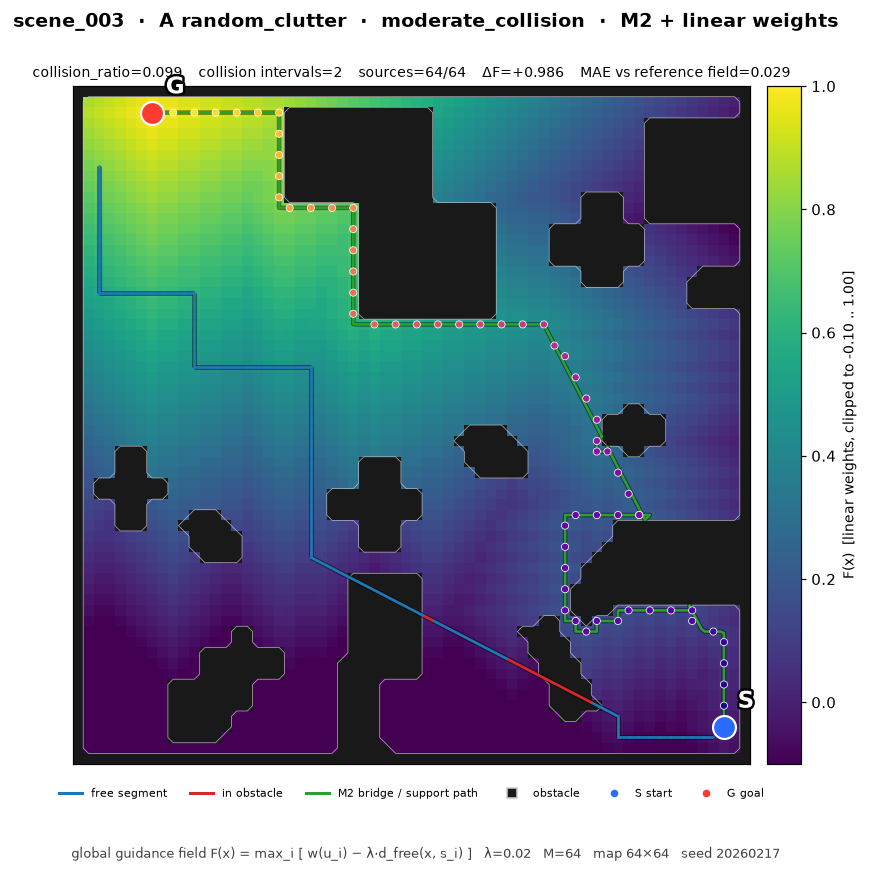 scene_003 · A random_clutter · moderate_collision · M2 + linear weights
collision_ratio=0.099 collision intervals=2 sources=64/64 ΔF=+0.986 MAE vs reference field=0.029
G
S
1.0
0.8
0.6
0.4
0.2
0.0
F(x) [linear weights, clipped to -0.10 .. 1.00]
free segment in obstacle M2 bridge / support path obstacle S start G goal
global guidance field F(x) = max_i [ w(u_i) − λ·d_free(x, s_i) ] λ=0.02 M=64 map 64×64 seed 20260217